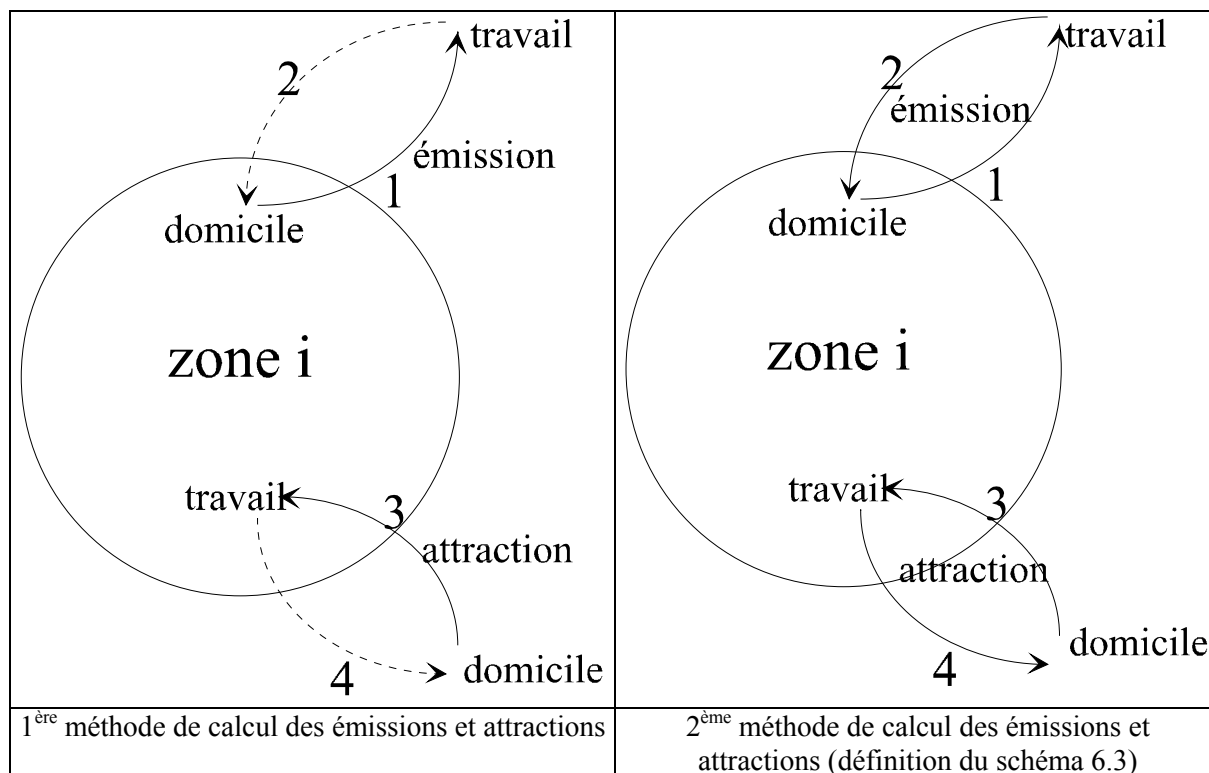 travail
2
émission
1
domicile
zone i
travail
3
attraction
domicile
4
1ère méthode de calcul des émissions et attractions
travail
2
émission
1
domicile
zone i
travail
3
attraction
domicile
4
2ème méthode de calcul des émissions et
attractions (définition du schéma 6.3)